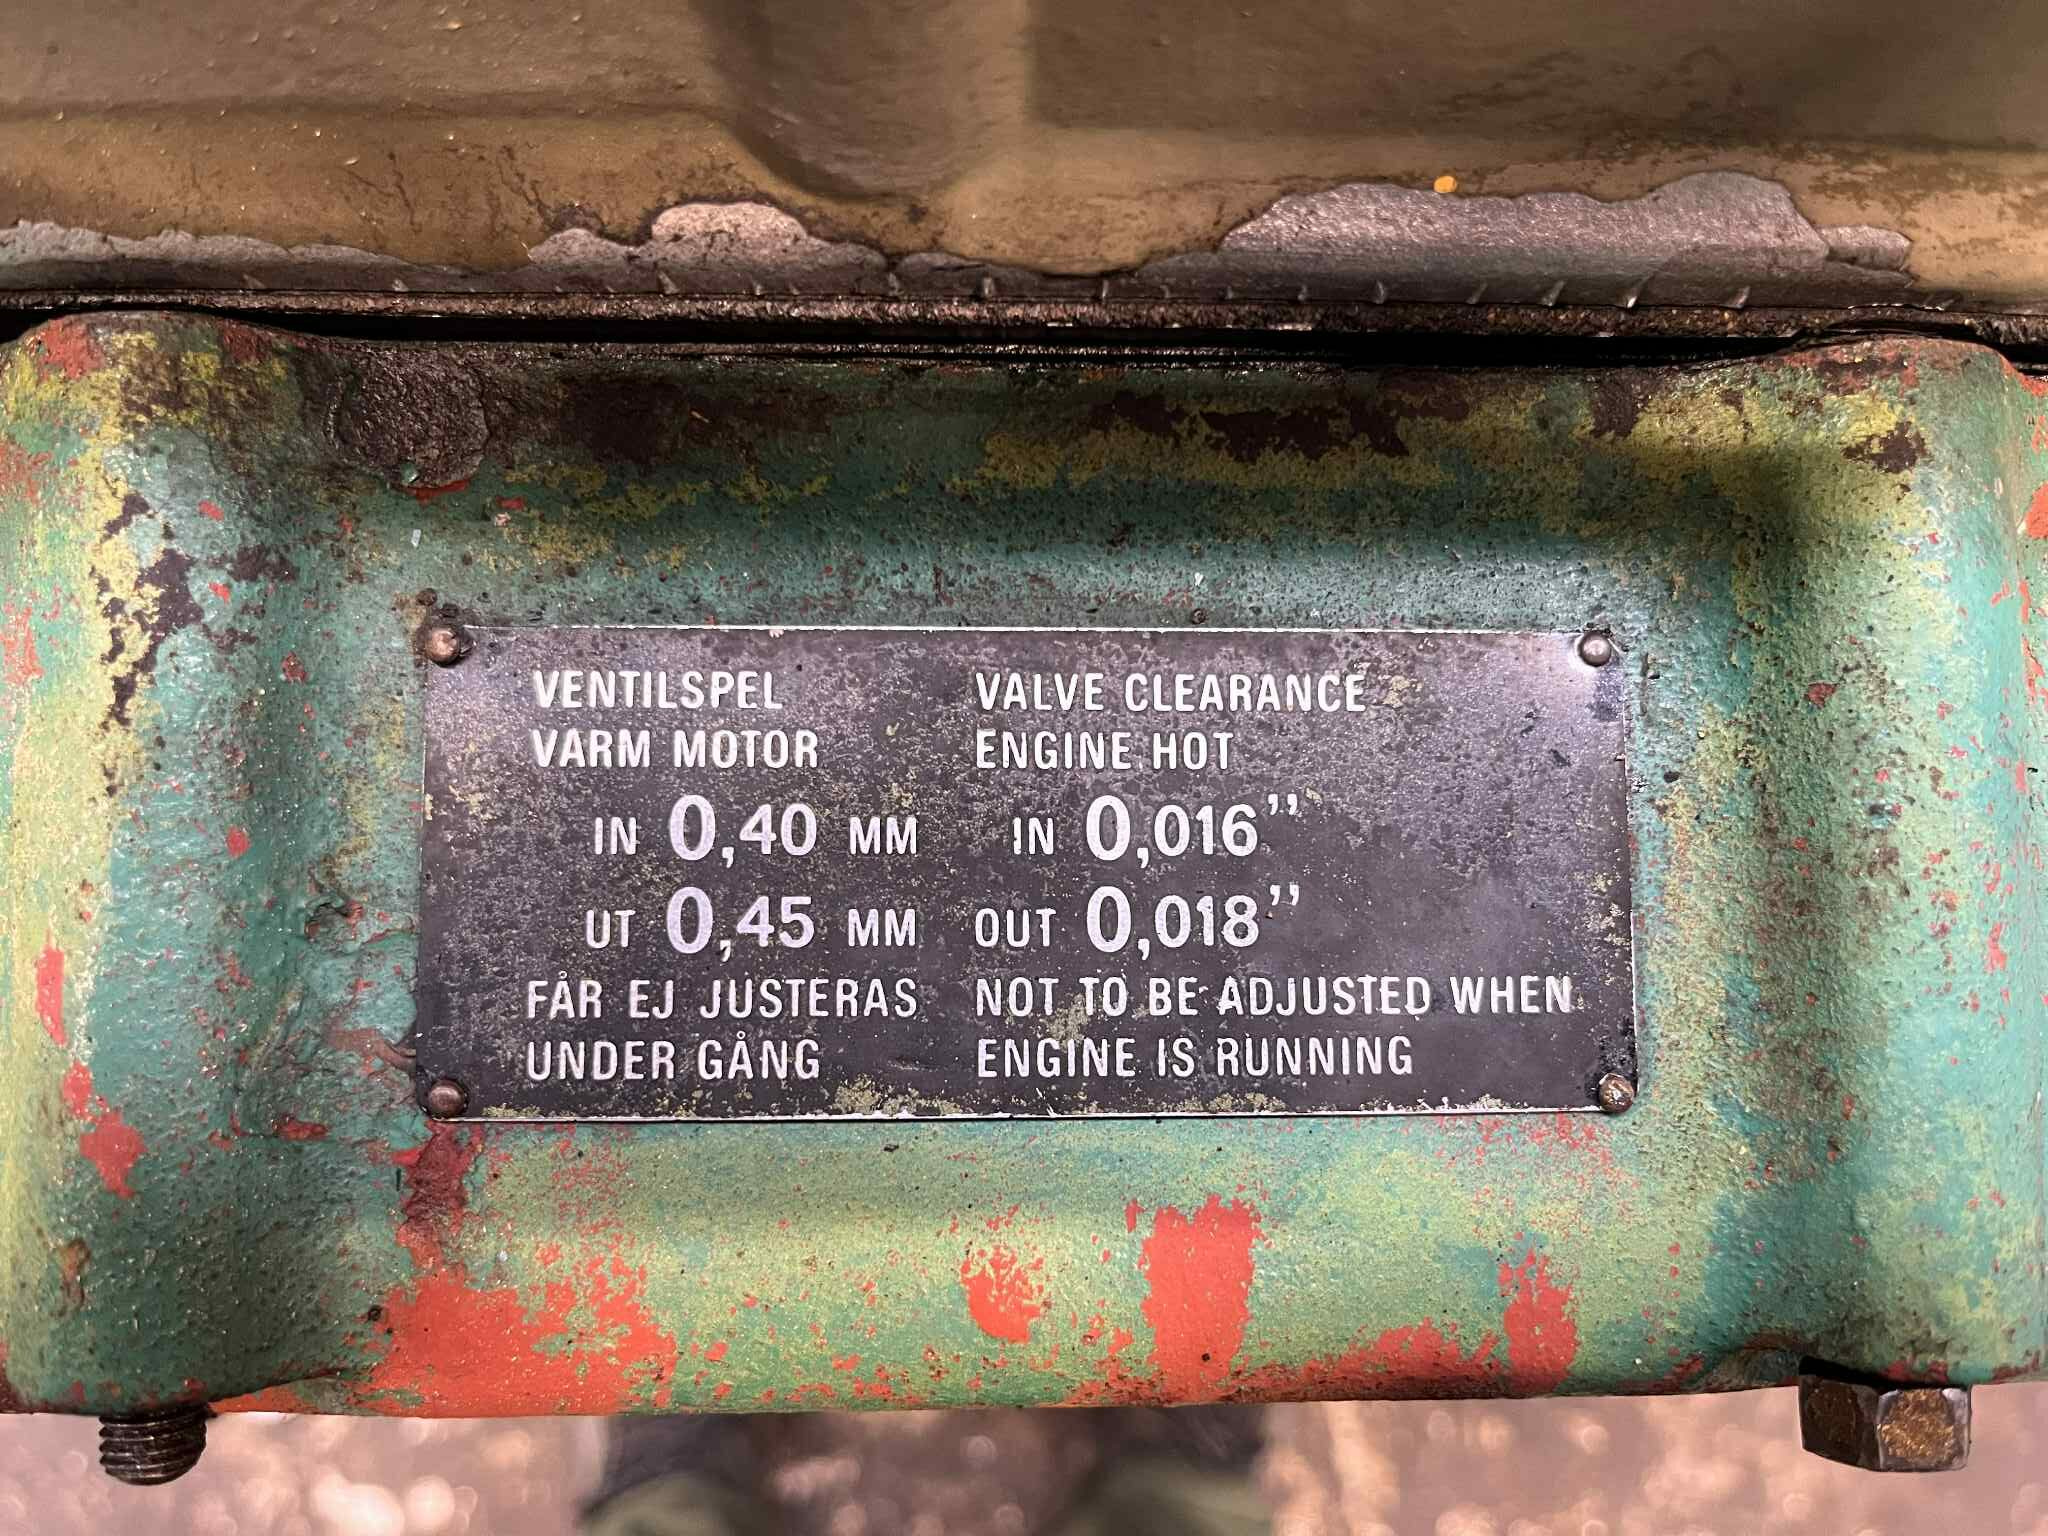 VENTILSPEL
VARM MOTOR
IN 0,40 MM
UT 0,45 MM
FÅR EJ JUSTERAS
UNDER GÅNG
VALVE CLEARANCE
ENGINE HOT
IN 0,016”
OUT 0,018”
NOT TO BE ADJUSTED WHEN
ENGINE IS RUNNING